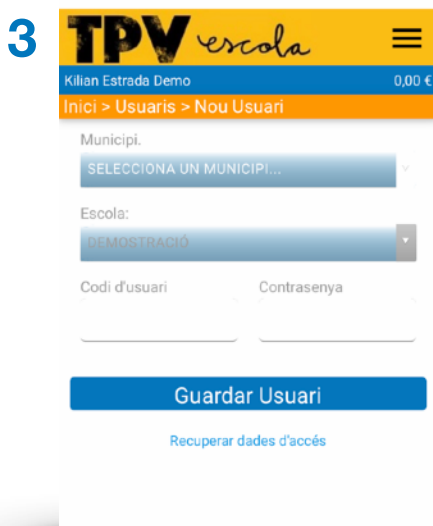 3
TPV escola
Kilian Estrada Demo 0,00 €
Inici > Usuaris > Nou Usuari
Municipi.
SELECCIONA UN MUNICIPI...
Escola:
DEMOSTRACIÓ
Codi d'usuari Contrasenya
Guardar Usuari
Recuperar dades d'accés